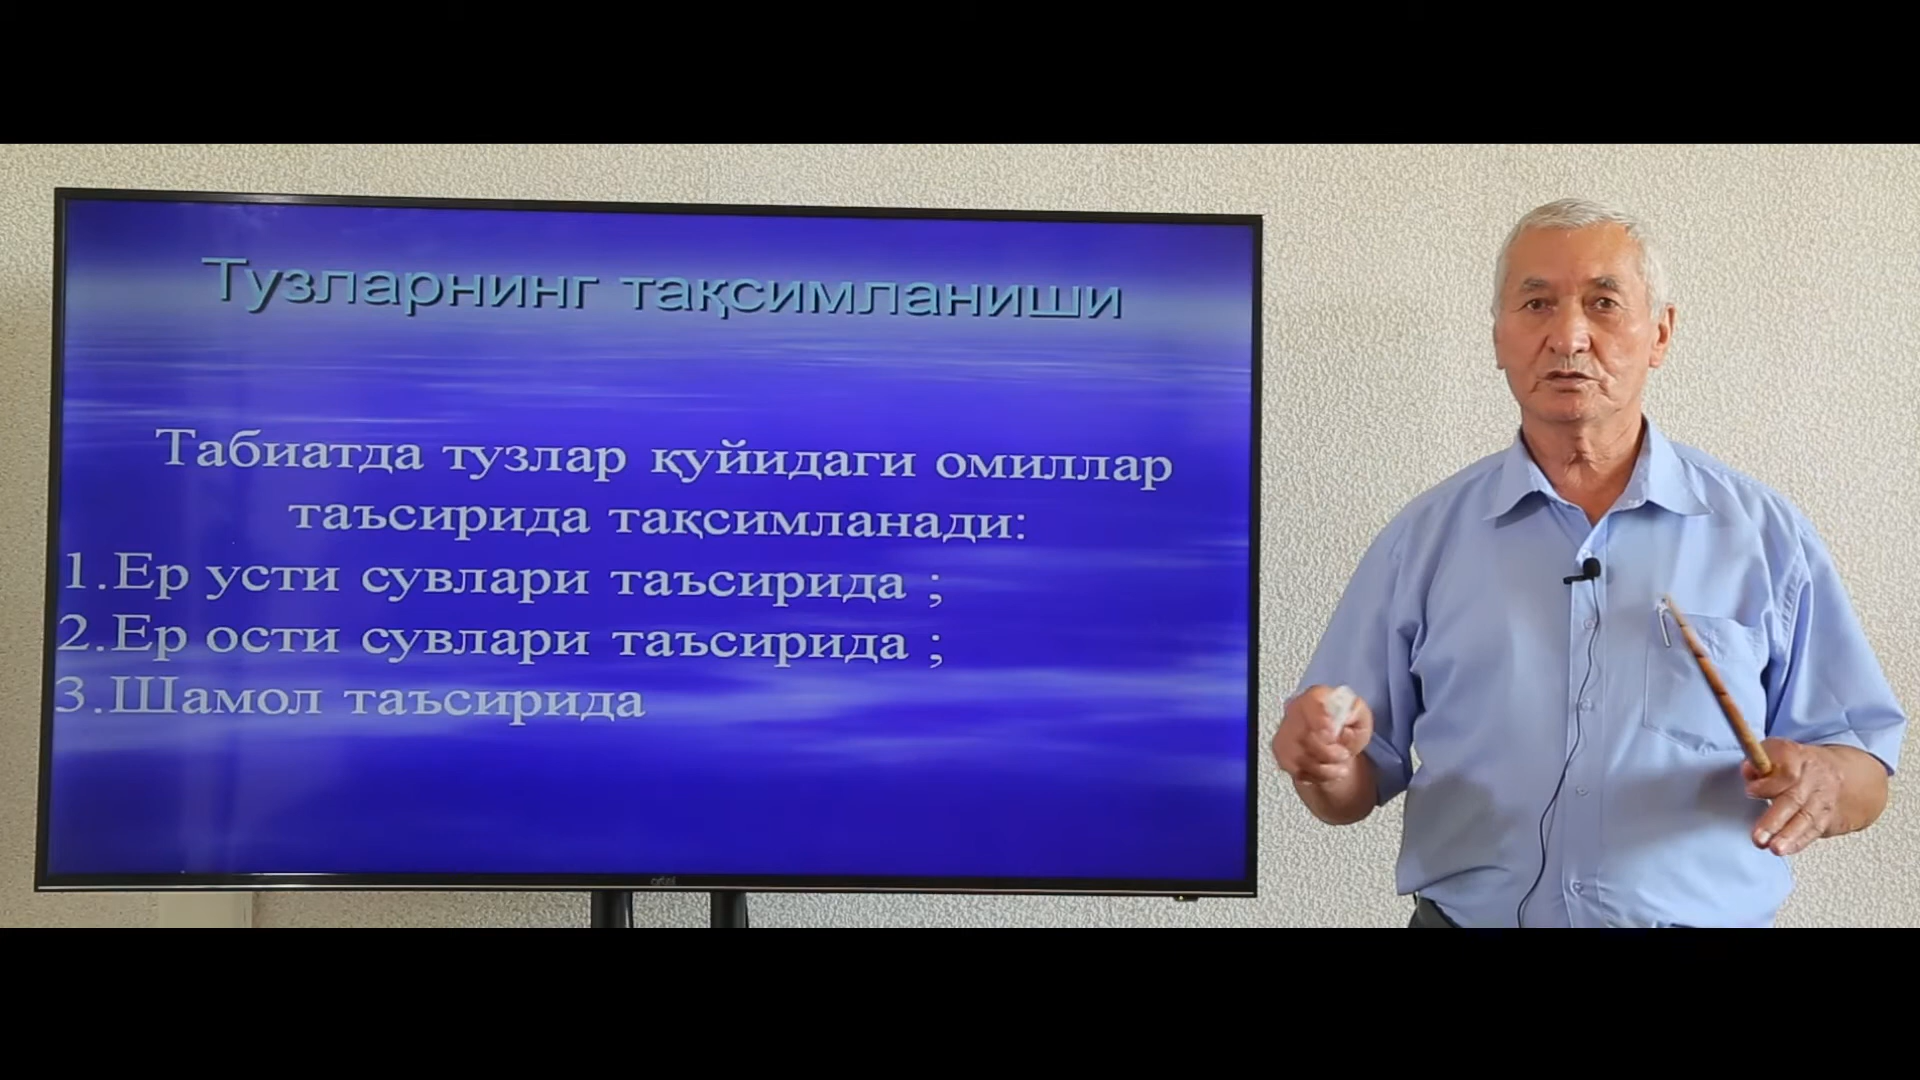 Тузларнинг тақсимланиши
Табиатда тузлар қуйидаги омиллар
таъсирида тақсимланади:
1.Ер усти сувлари таъсирида ;
2.Ер ости сувлари таъсирида ;
3.Шамол таъсирида
artel